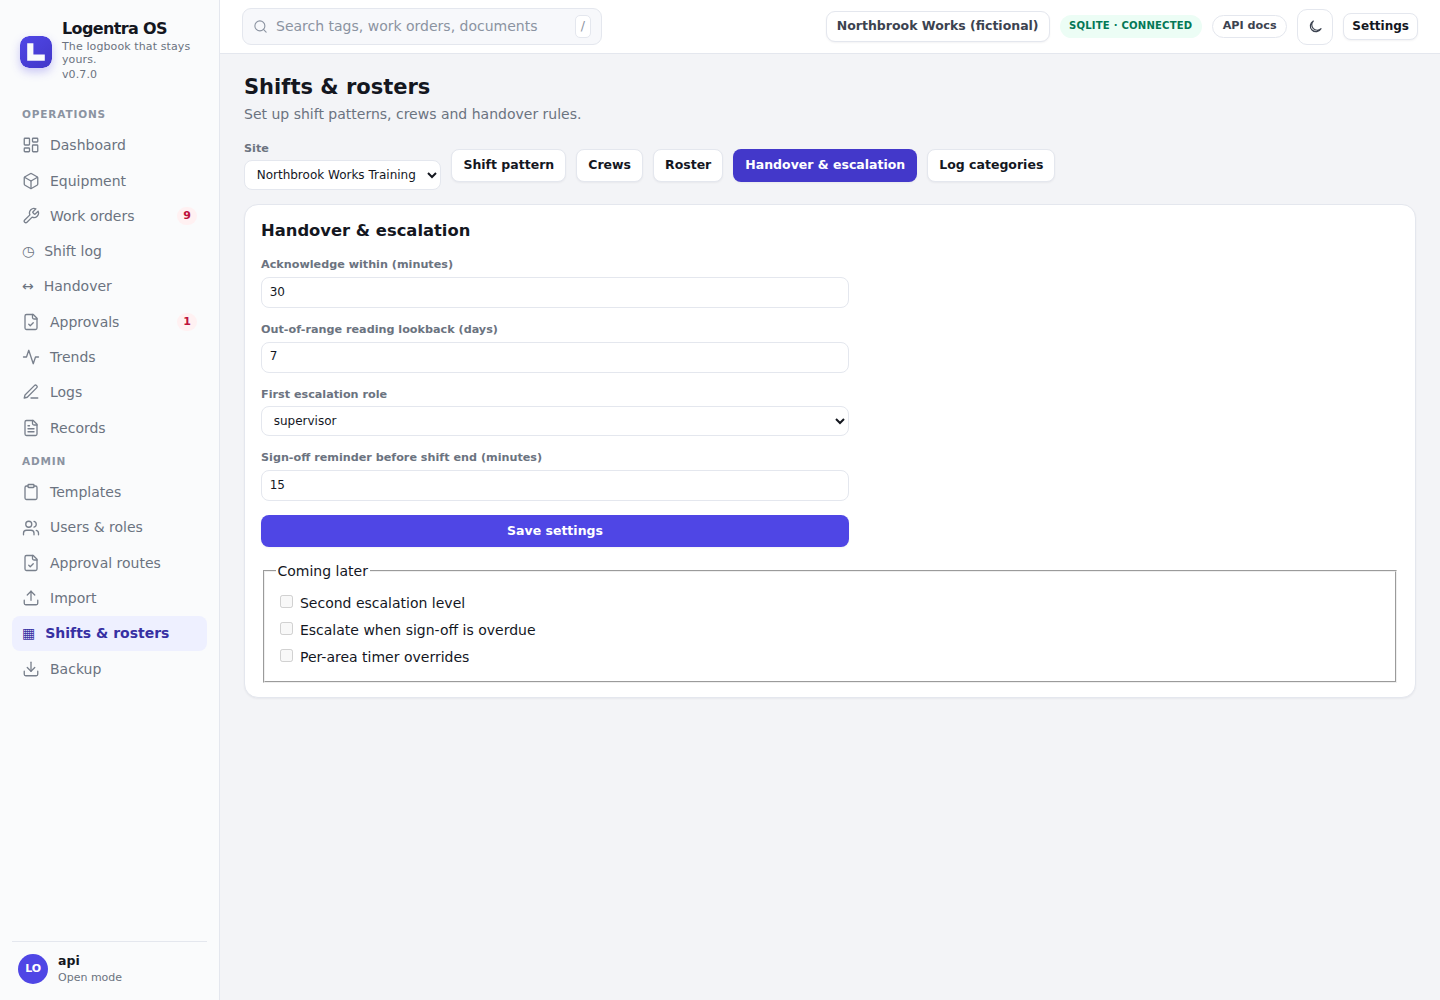 Logentra OS
The logbook that stays
yours.
v0.7.0
OPERATIONS
Dashboard
Equipment
Work orders 9
Shift log
Handover
Approvals 1
Trends
Logs
Records
ADMIN
Templates
Users & roles
Approval routes
Import
Shifts & rosters
Backup
LO
api
Open mode
Search tags, work orders, documents /
Northbrook Works (fictional)
SQLITE · CONNECTED
API docs
Settings
Shifts & rosters
Set up shift patterns, crews and handover rules.
Site
Northbrook Works Training
Shift pattern
Crews
Roster
Handover & escalation
Log categories
Handover & escalation
Acknowledge within (minutes)
30
Out-of-range reading lookback (days)
7
First escalation role
supervisor
Sign-off reminder before shift end (minutes)
15
Save settings
Coming later
Second escalation level
Escalate when sign-off is overdue
Per-area timer overrides